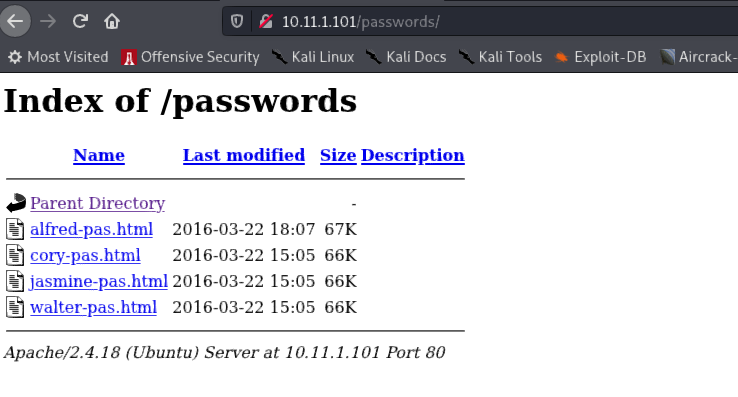 10.11.1.101/passwords/
Most Visited Offensive Security Kali Linux Kali Docs Kali Tools Exploit-DB Aircrack-
Index of /passwords
Name Last modified Size Description
Parent Directory -
alfred-pas.html 2016-03-22 18:07 67K
cory-pas.html 2016-03-22 15:05 66K
jasmine-pas.html 2016-03-22 15:05 66K
walter-pas.html 2016-03-22 15:05 66K
Apache/2.4.18 (Ubuntu) Server at 10.11.1.101 Port 80